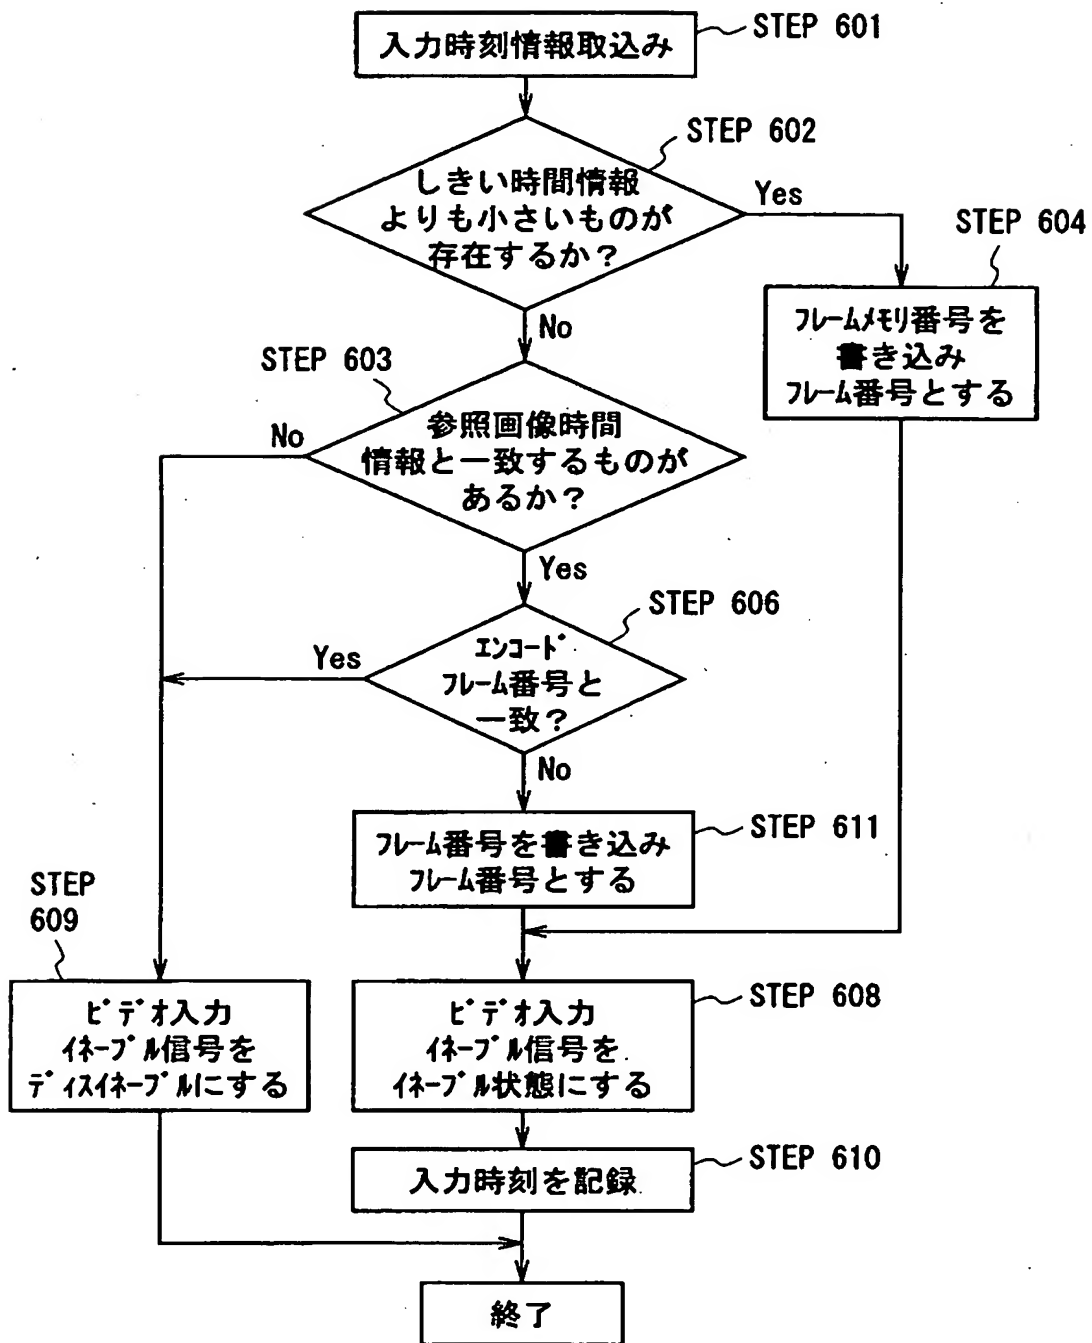 入力時刻情報取込み
STEP 601
STEP 602
しきい時間情報
よりも小さいものが
存在するか？
Yes
No
STEP 604
フレームメモリ番号を
書き込み
フレーム番号とする
STEP 603
参照画像時間
情報と一致するものが
あるか？
No
Yes
STEP 606
エンコード
フレーム番号と
一致？
Yes
No
フレーム番号を書き込み
フレーム番号とする
STEP 611
STEP
609
ビデオ入力
イネーブル信号を
ディスイネーブルにする
ビデオ入力
イネーブル信号を
イネーブル状態にする
STEP 608
入力時刻を記録
STEP 610
終了